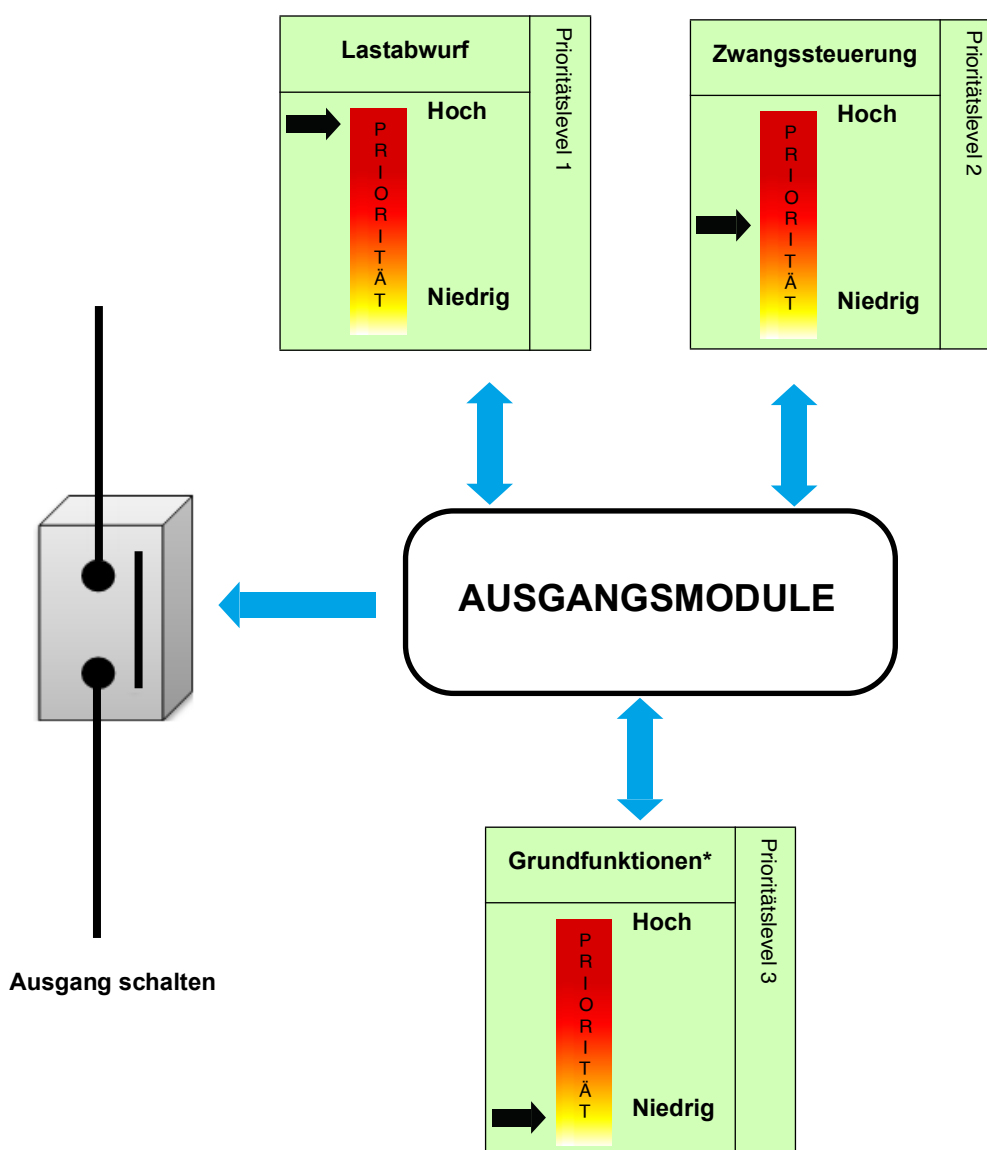 Lastabwurf
Prioritätslevel 1
Hoch
PRIORITÄT
Niedrig
Zwangssteuerung
Prioritätslevel 2
Hoch
PRIORITÄT
Niedrig
AUSGANGSMODULE
Ausgang schalten
Grundfunktionen*
Prioritätslevel 3
Hoch
PRIORITÄT
Niedrig